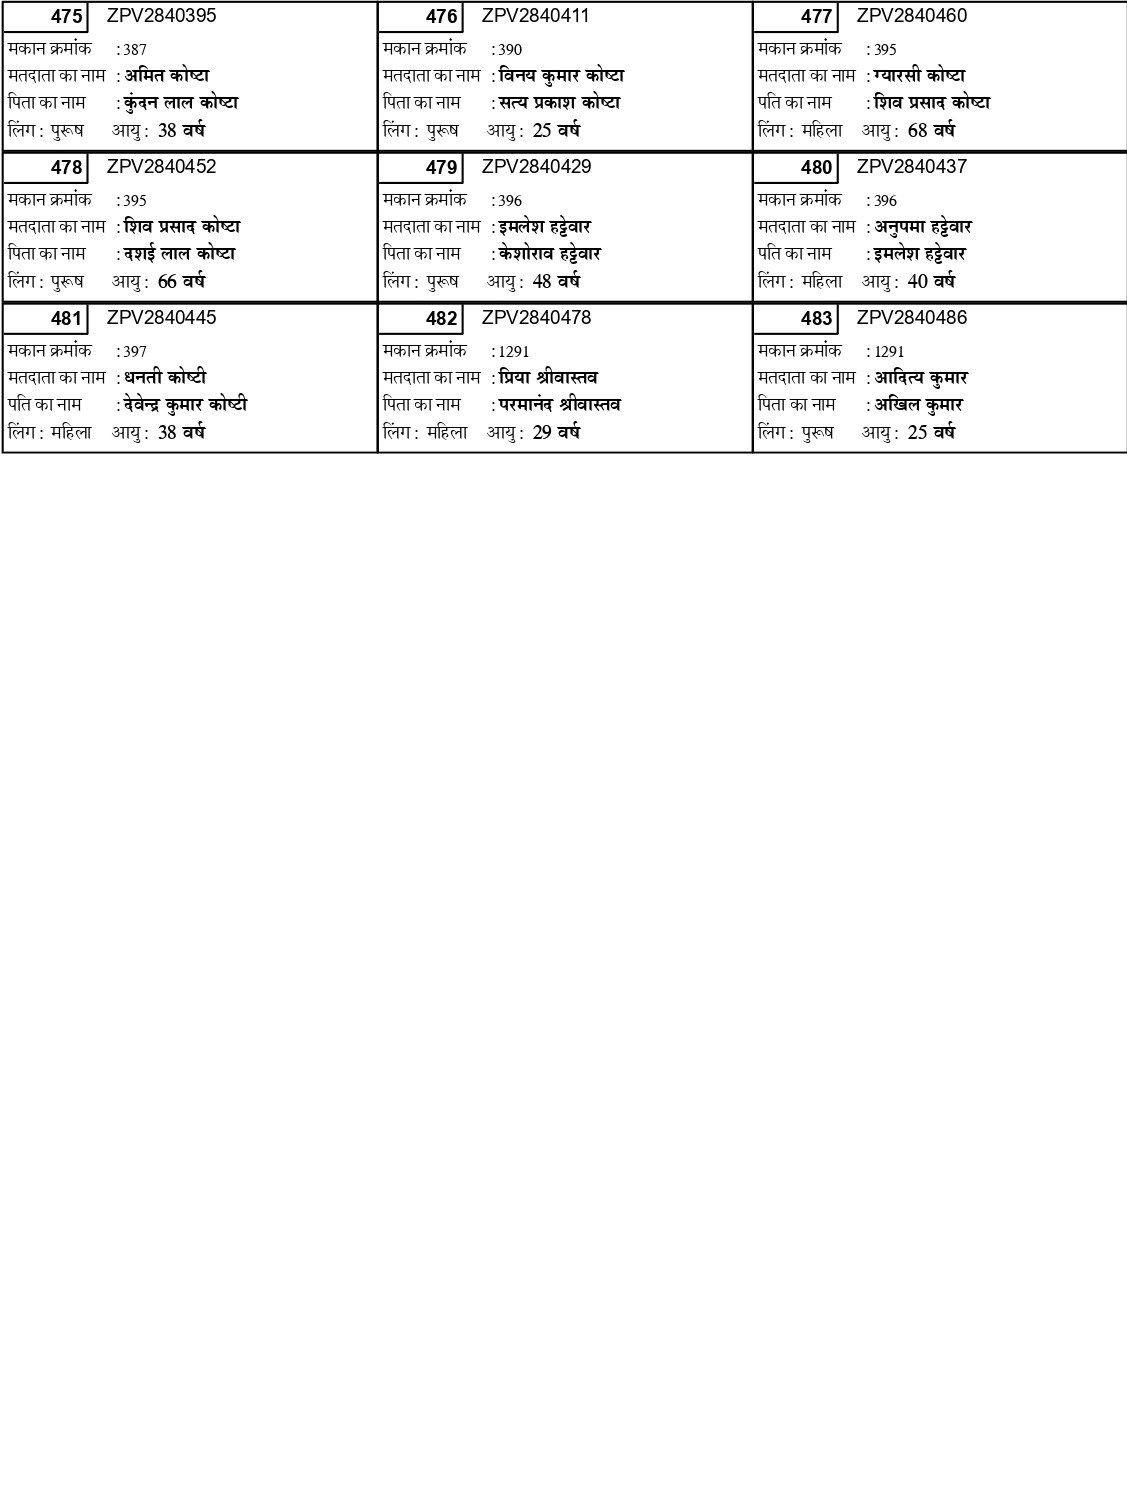 475 ZPV2840395
मकान क्रमांक : 387
मतदाता का नाम : अमित कोष्टा
पिता का नाम : कुंदन लाल कोष्टा
लिंग : पुरूष आयु : 38 वर्ष
476 ZPV2840411
मकान क्रमांक : 390
मतदाता का नाम : विनय कुमार कोष्टा
पिता का नाम : सत्य प्रकाश कोष्टा
लिंग : पुरूष आयु : 25 वर्ष
477 ZPV2840460
मकान क्रमांक : 395
मतदाता का नाम : ग्यारसी कोष्टा
पति का नाम : शिव प्रसाद कोष्टा
लिंग : महिला आयु : 68 वर्ष
478 ZPV2840452
मकान क्रमांक : 395
मतदाता का नाम : शिव प्रसाद कोष्टा
पिता का नाम : दशई लाल कोष्टा
लिंग : पुरूष आयु : 66 वर्ष
479 ZPV2840429
मकान क्रमांक : 396
मतदाता का नाम : इमलेश हट्टेवार
पिता का नाम : केशोराव हट्टेवार
लिंग : पुरूष आयु : 48 वर्ष
480 ZPV2840437
मकान क्रमांक : 396
मतदाता का नाम : अनुपमा हट्टेवार
पति का नाम : इमलेश हट्टेवार
लिंग : महिला आयु : 40 वर्ष
481 ZPV2840445
मकान क्रमांक : 397
मतदाता का नाम : धनती कोष्टी
पति का नाम : देवेन्द्र कुमार कोष्टी
लिंग : महिला आयु : 38 वर्ष
482 ZPV2840478
मकान क्रमांक : 1291
मतदाता का नाम : प्रिया श्रीवास्तव
पिता का नाम : परमानंद श्रीवास्तव
लिंग : महिला आयु : 29 वर्ष
483 ZPV2840486
मकान क्रमांक : 1291
मतदाता का नाम : आदित्य कुमार
पिता का नाम : अखिल कुमार
लिंग : पुरूष आयु : 25 वर्ष